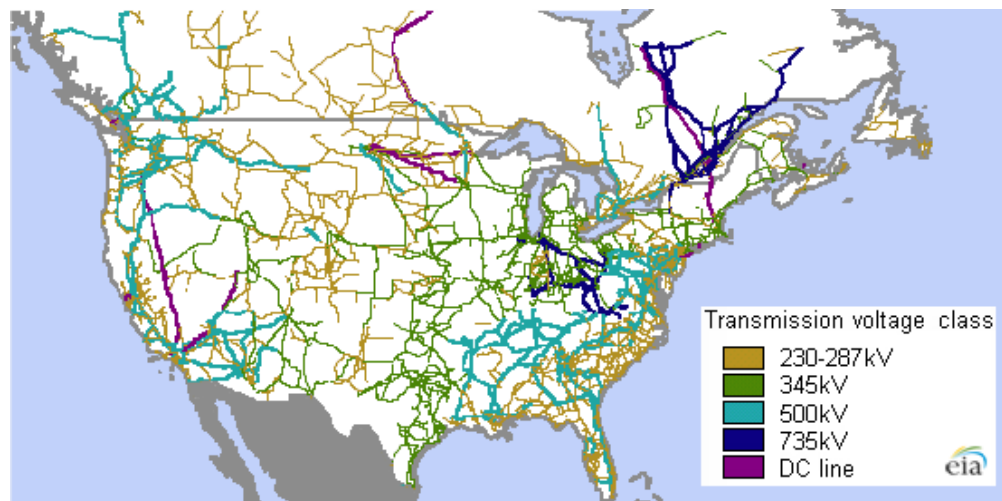 Transmission voltage class
230-287kV
345kV
500kV
735kV
DC line
eia